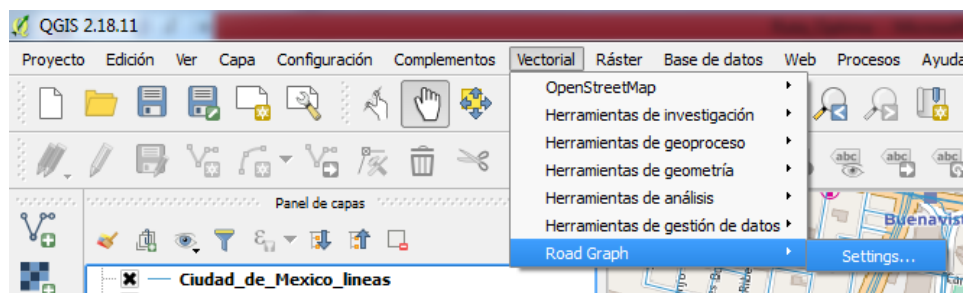 QGIS 2.18.11
Proyecto Edición Ver Capa Configuración Complementos Vectorial Ráster Base de datos Web Procesos Ayuda
OpenStreetMap
Herramientas de investigación
Herramientas de geoproceso
Herramientas de geometría
Herramientas de análisis
Herramientas de gestión de datos
Road Graph
Settings...
abc abc abc
Panel de capas
Ciudad_de_Mexico_lineas
Buenavist